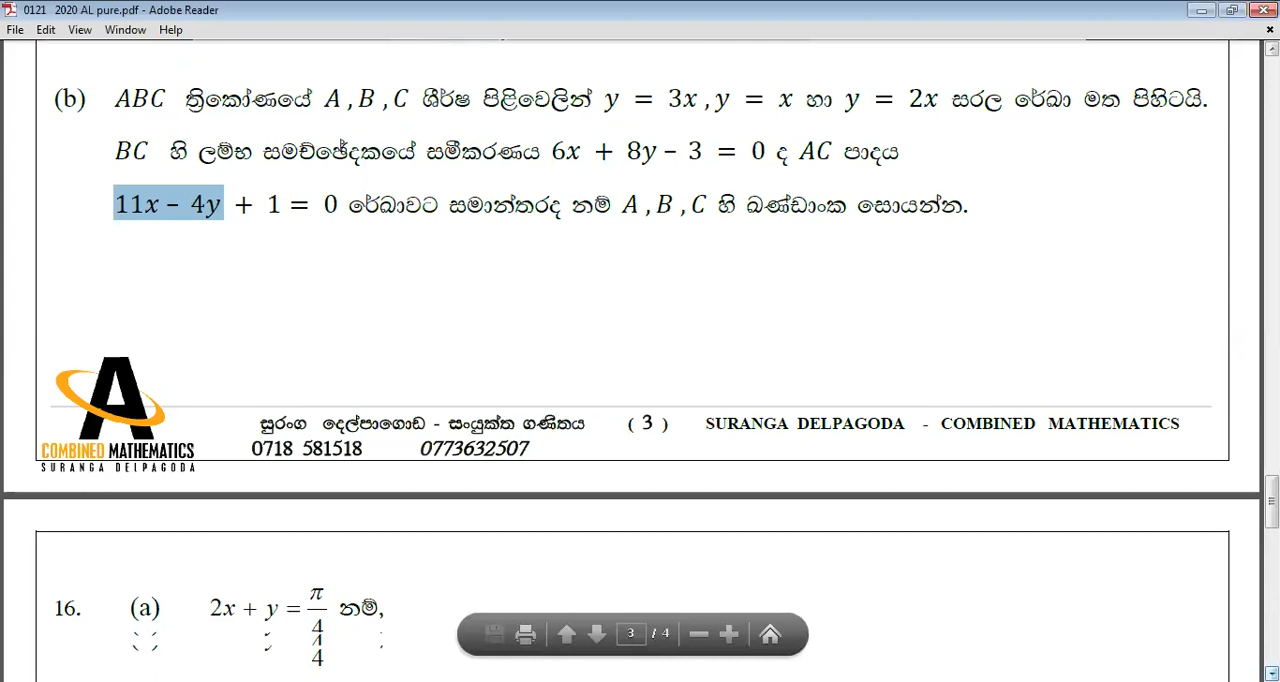 0121 2020 AL pure.pdf - Adobe Reader
File Edit View Window Help
(b) ABC ත්‍රිකෝණයේ A , B , C ශීර්ෂ පිළිවෙලින් y = 3x , y = x හා y = 2x සරල රේඛා මත පිහිටයි.
BC හි ලම්භ සමච්ඡේදකයේ සමීකරණය 6x + 8y – 3 = 0 ද AC පාදය
11x – 4y + 1 = 0 රේඛාවට සමාන්තරද නම් A , B , C හි ඛණ්ඩාංක සොයන්න.
A
COMBINED MATHEMATICS
SURANGA DELPAGODA
සුරංග දෙල්පාගොඩ - සංයුක්ත ගණිතය ( 3 ) SURANGA DELPAGODA - COMBINED MATHEMATICS
0718 581518 0773632507
16. (a) 2x + y = π/4 නම්,
4
3 / 4